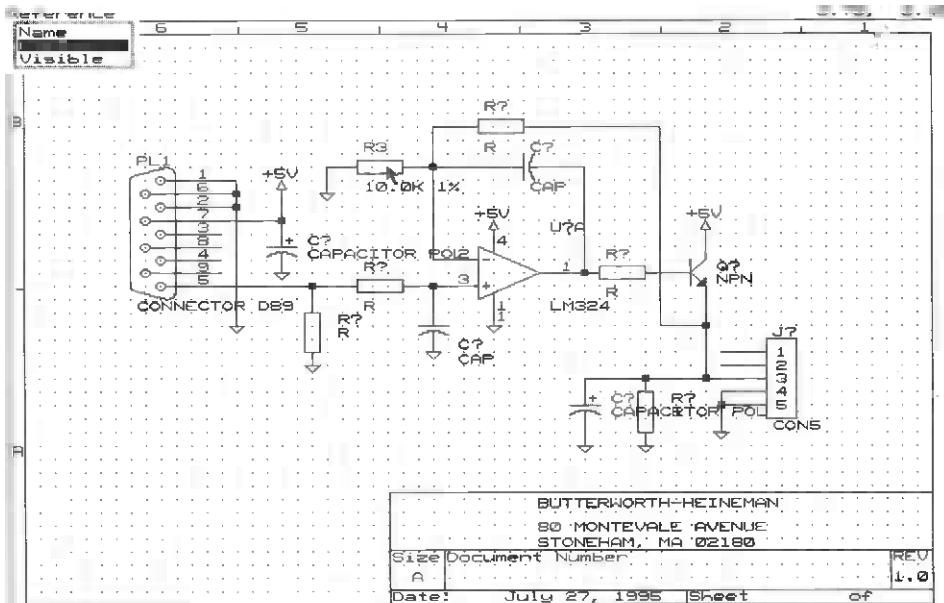 Reference
Name
Visible
6 5 4 3 2 1
B
A
R?
R
R3
10.0K 1%
C?
CAP
PL1
1
6
2
7
3
8
4
9
5
CONNECTOR DB9
+5V
C?
CAPACITOR POL2
R?
R
+5V
4
U?A
2
3
1
11
LM324
R?
R
+5V
Q?
NPN
R?
R
C?
CAP
J?
1
2
3
4
5
CON5
C?
CAPACITOR POL
R?
R
BUTTERWORTH-HEINEMAN
80 MONTEVALE AVENUE
STONEHAM, MA 02180
Size Document Number REV
A 1.0
Date: July 27, 1995 Sheet of